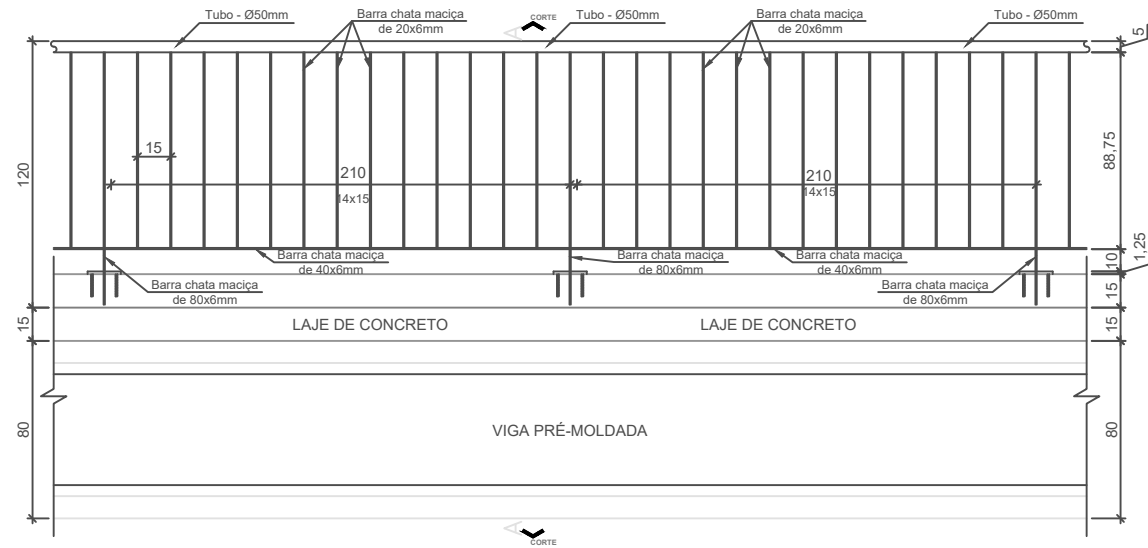 CORTE
A
Tubo - Ø50mm
Barra chata maciça
de 20x6mm
Tubo - Ø50mm
Barra chata maciça
de 20x6mm
Tubo - Ø50mm
5
15
120
210
14x15
210
14x15
88,75
Barra chata maciça
de 40x6mm
Barra chata maciça
de 80x6mm
Barra chata maciça
de 40x6mm
10
1,25
Barra chata maciça
de 80x6mm
Barra chata maciça
de 80x6mm
15
15
LAJE DE CONCRETO
LAJE DE CONCRETO
15
80
VIGA PRÉ-MOLDADA
80
A
CORTE